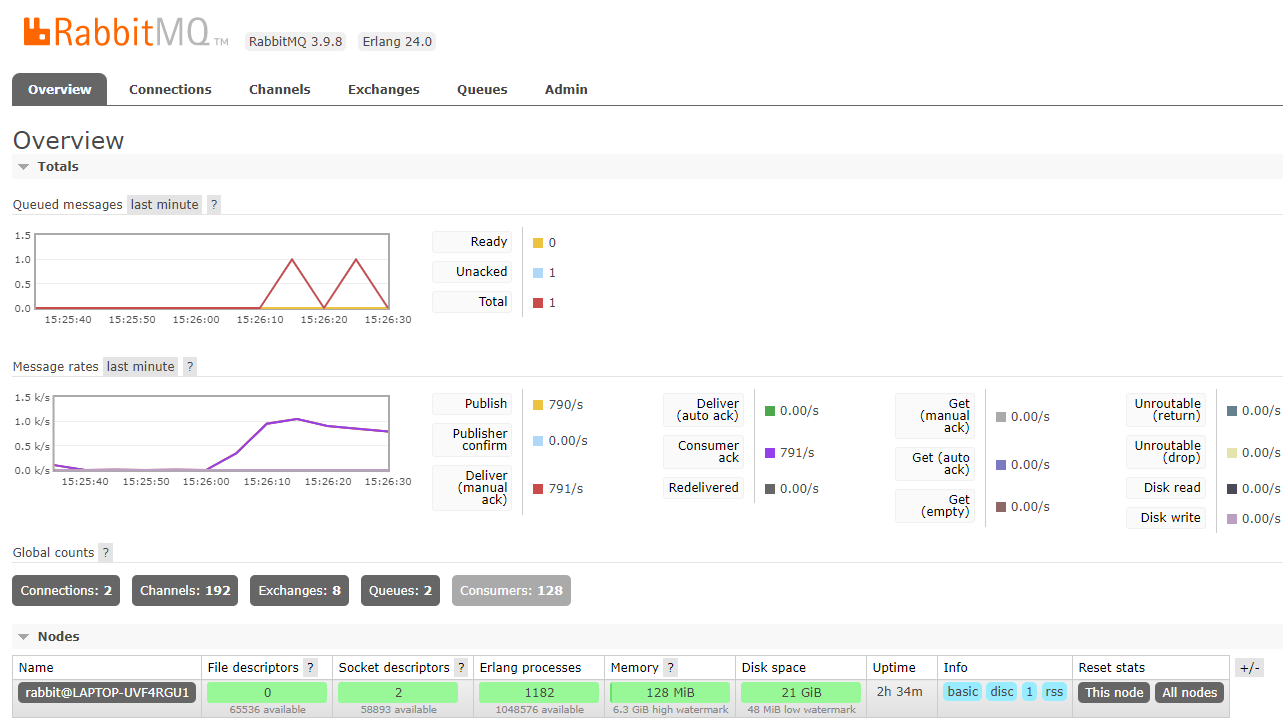 RabbitMQ TM RabbitMQ 3.9.8 Erlang 24.0
Overview Connections Channels Exchanges Queues Admin
Overview
Totals
Queued messages last minute ?
1.5
1.0
0.5
0.0
15:25:40 15:25:50 15:26:00 15:26:10 15:26:20 15:26:30
Ready 0
Unacked 1
Total 1
Message rates last minute ?
1.5 k/s
1.0 k/s
0.5 k/s
0.0 k/s
15:25:40 15:25:50 15:26:00 15:26:10 15:26:20 15:26:30
Publish 790/s
Publisher
confirm 0.00/s
Deliver
(manual
ack) 791/s
Deliver
(auto ack) 0.00/s
Consumer
ack 791/s
Redelivered 0.00/s
Get
(manual
ack) 0.00/s
Get (auto
ack) 0.00/s
Get
(empty) 0.00/s
Unroutable
(return) 0.00/s
Unroutable
(drop) 0.00/s
Disk read 0.00/s
Disk write 0.00/s
Global counts ?
Connections: 2 Channels: 192 Exchanges: 8 Queues: 2 Consumers: 128
Nodes
Name File descriptors ? Socket descriptors ? Erlang processes Memory ? Disk space Uptime Info Reset stats +/-
rabbit@LAPTOP-UVF4RGU1 0 2 1182 128 MiB 21 GiB 2h 34m basic disc 1 rss This node All nodes
65536 available 58893 available 1048576 available 6.3 GiB high watermark 48 MiB low watermark